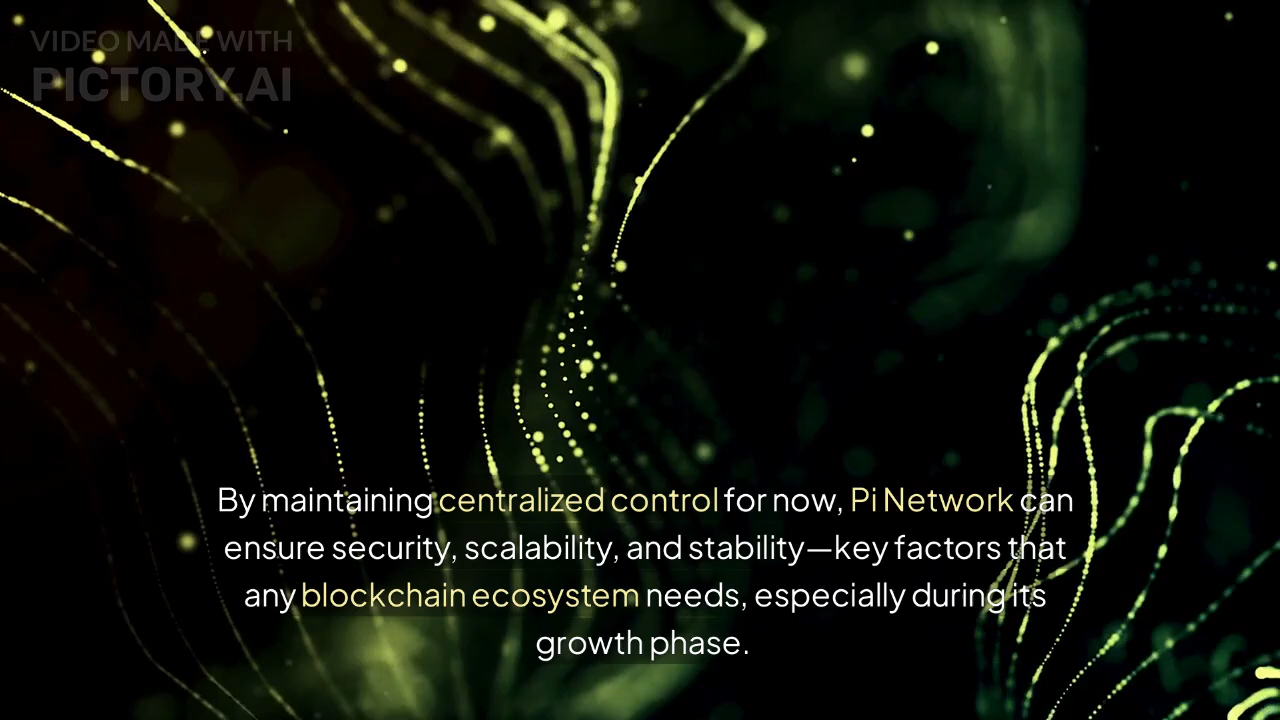 VIDEO MADE WITH
PICTORY.AI
By maintaining centralized control for now, Pi Network can
ensure security, scalability, and stability—key factors that
any blockchain ecosystem needs, especially during its
growth phase.